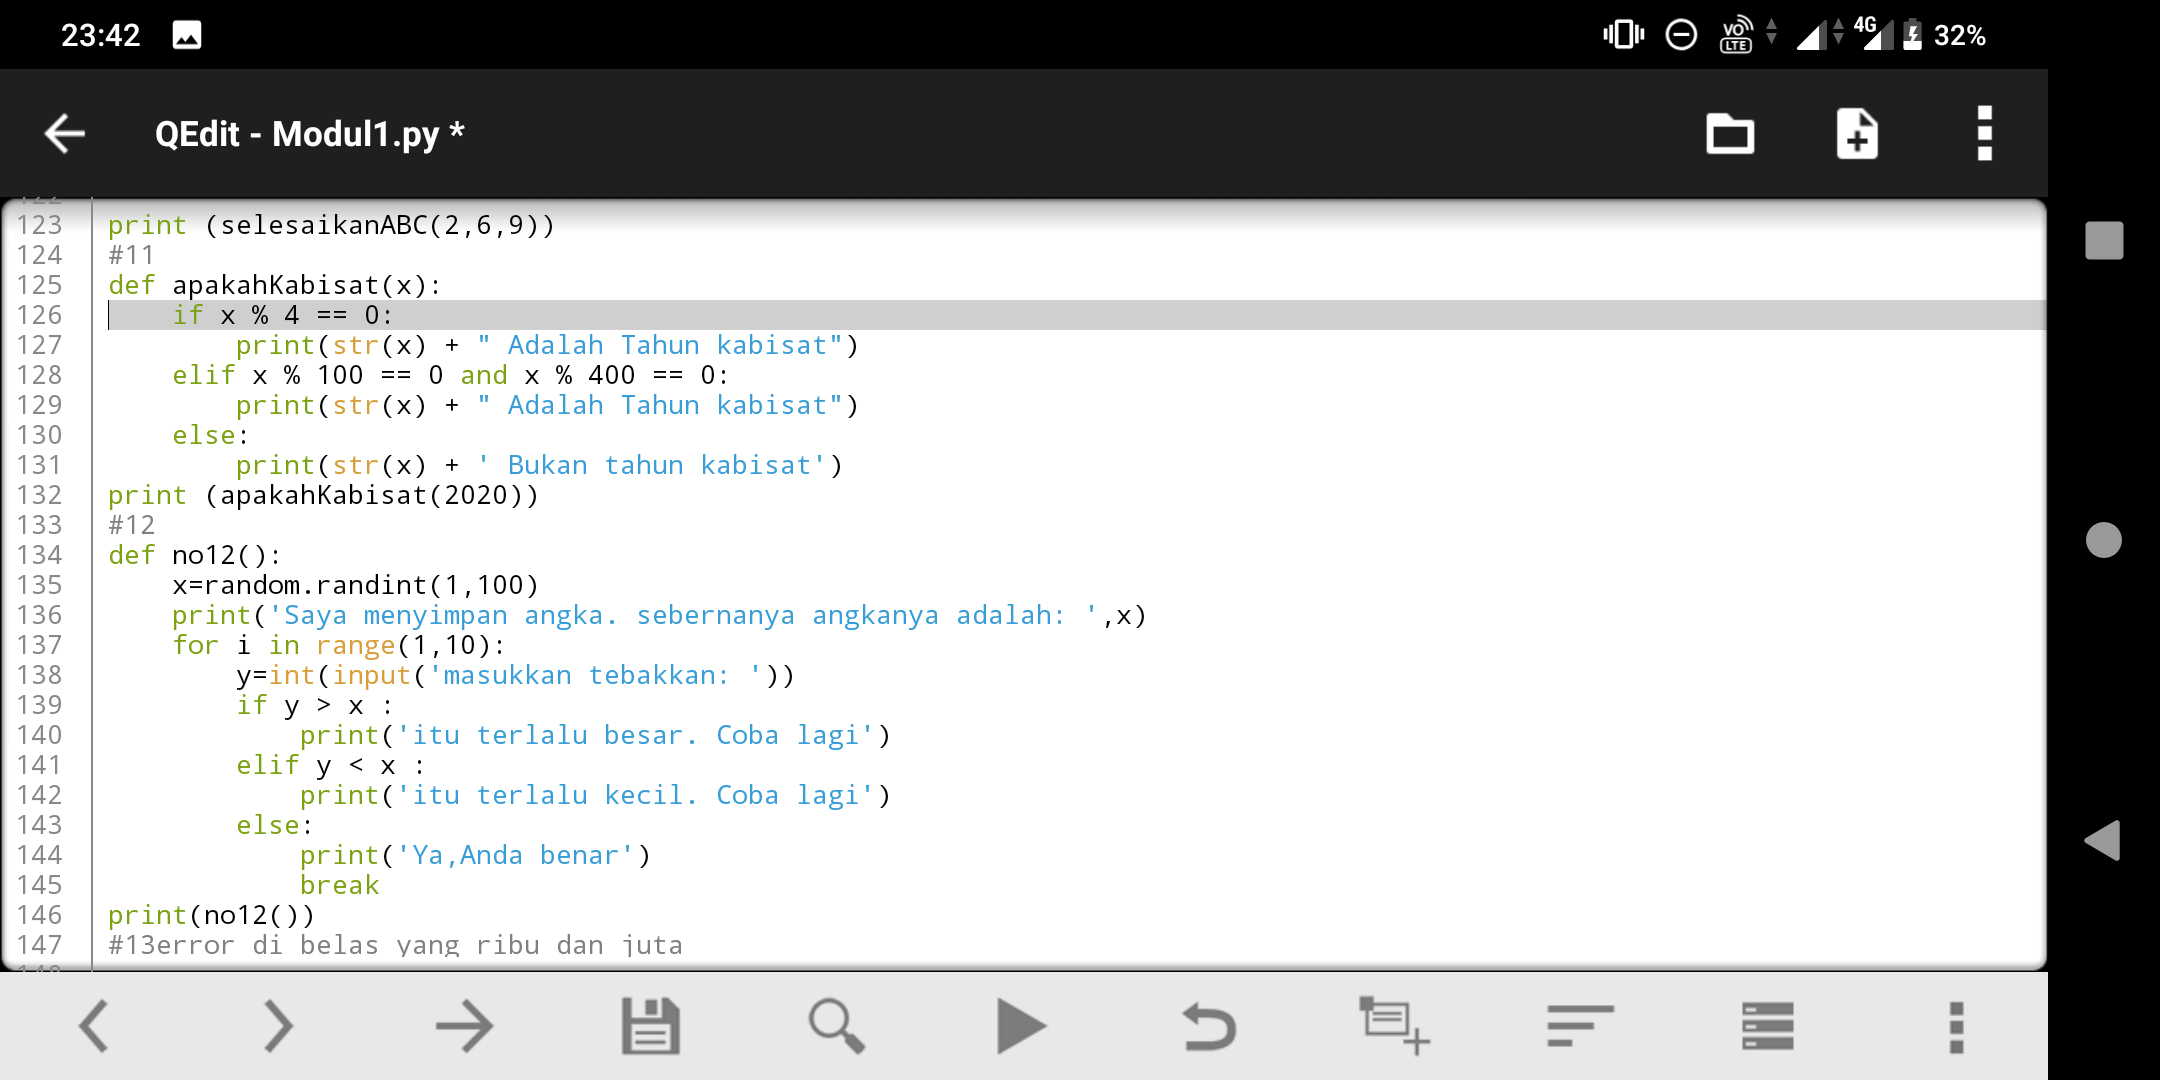 23:42 VO LTE 4G 32%
QEdit - Modul1.py *
123 print (selesaikanABC(2,6,9))
124 #11
125 def apakahKabisat(x):
126     if x % 4 == 0:
127         print(str(x) + " Adalah Tahun kabisat")
128     elif x % 100 == 0 and x % 400 == 0:
129         print(str(x) + " Adalah Tahun kabisat")
130     else:
131         print(str(x) + ' Bukan tahun kabisat')
132 print (apakahKabisat(2020))
133 #12
134 def no12():
135     x=random.randint(1,100)
136     print('Saya menyimpan angka. sebernanya angkanya adalah: ',x)
137     for i in range(1,10):
138         y=int(input('masukkan tebakkan: '))
139         if y > x :
140             print('itu terlalu besar. Coba lagi')
141         elif y < x :
142             print('itu terlalu kecil. Coba lagi')
143         else:
144             print('Ya,Anda benar')
145             break
146 print(no12())
147 #13error di belas yang ribu dan juta